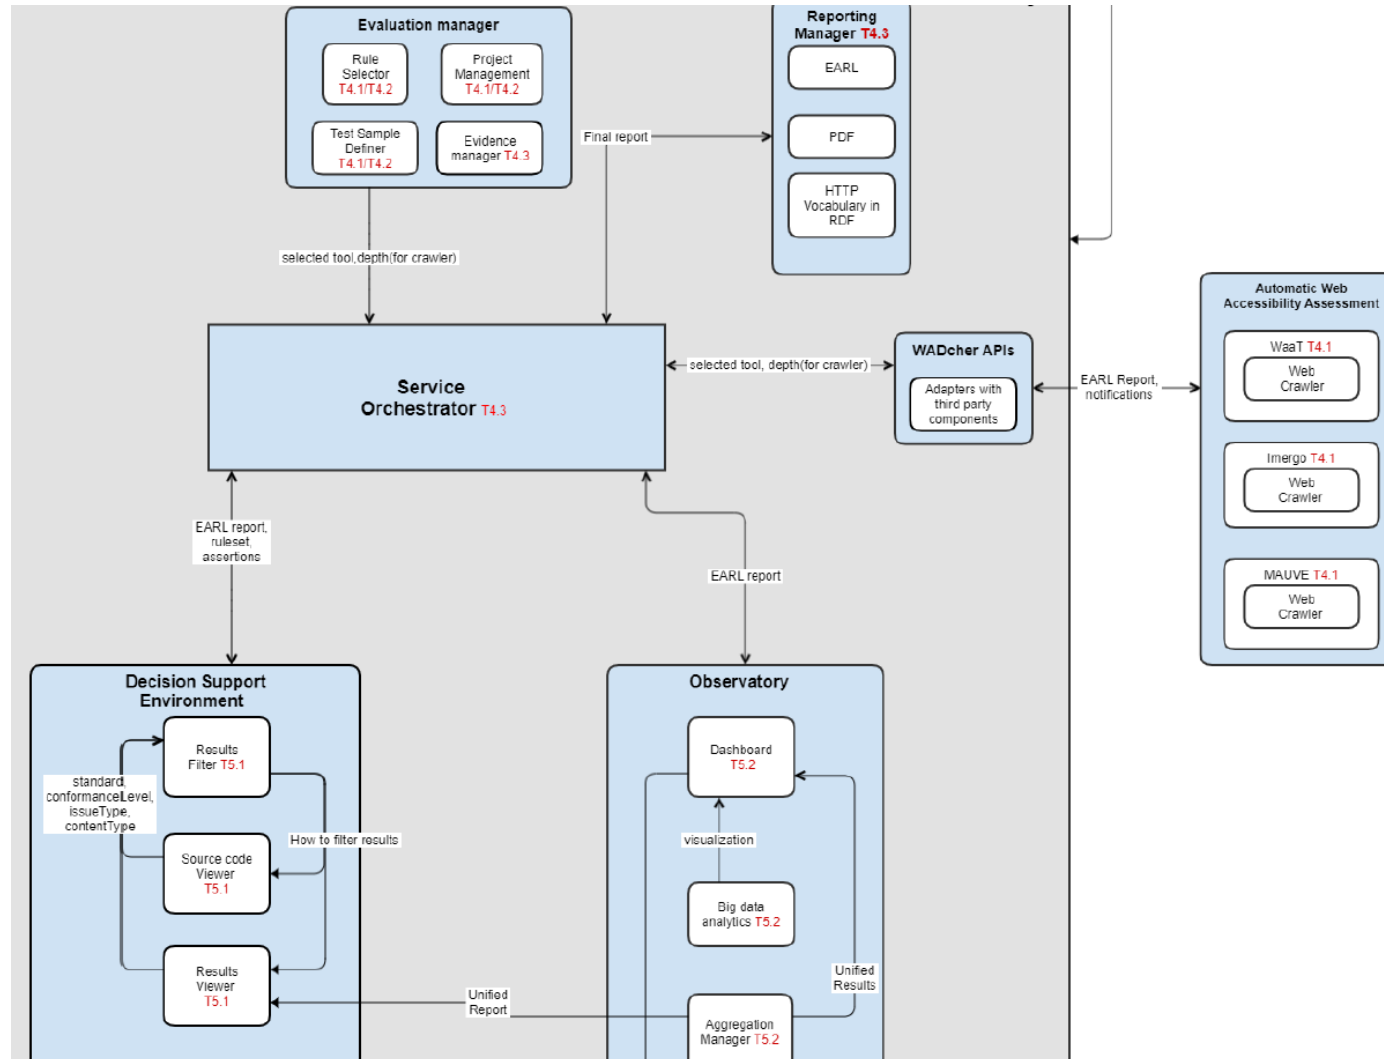 Evaluation manager
Rule
Selector
T4.1/T4.2
Project
Management
T4.1/T4.2
Test Sample
Definer
T4.1/T4.2
Evidence
manager T4.3
Reporting
Manager T4.3
EARL
PDF
HTTP
Vocabulary in
RDF
Final report
selected tool,depth(for crawler)
Service
Orchestrator T4.3
selected tool, depth(for crawler)
WADcher APIs
Adapters with
third party
components
EARL Report,
notifications
Automatic Web
Accessibility Assessment
WaaT T4.1
Web
Crawler
Imergo T4.1
Web
Crawler
MAUVE T4.1
Web
Crawler
EARL report,
ruleset,
assertions
EARL report
Decision Support
Environment
Results
Filter T5.1
standard,
conformanceLevel,
issueType,
contentType
How to filter results
Source code
Viewer
T5.1
Results
Viewer
T5.1
Unified
Report
Observatory
Dashboard
T5.2
visualization
Big data
analytics T5.2
Unified
Results
Aggregation
Manager T5.2